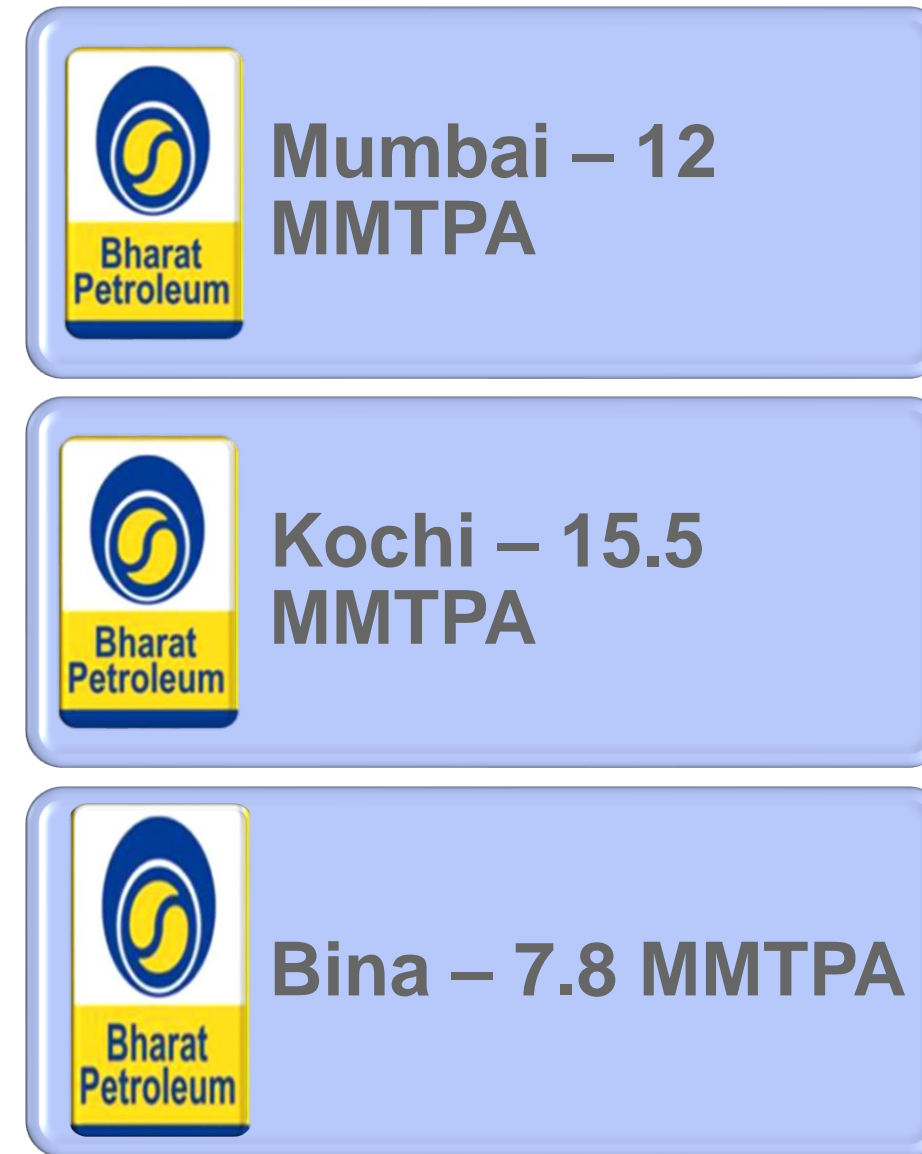 Bharat
Petroleum
Mumbai – 12
MMTPA
Bharat
Petroleum
Kochi – 15.5
MMTPA
Bharat
Petroleum
Bina – 7.8 MMTPA